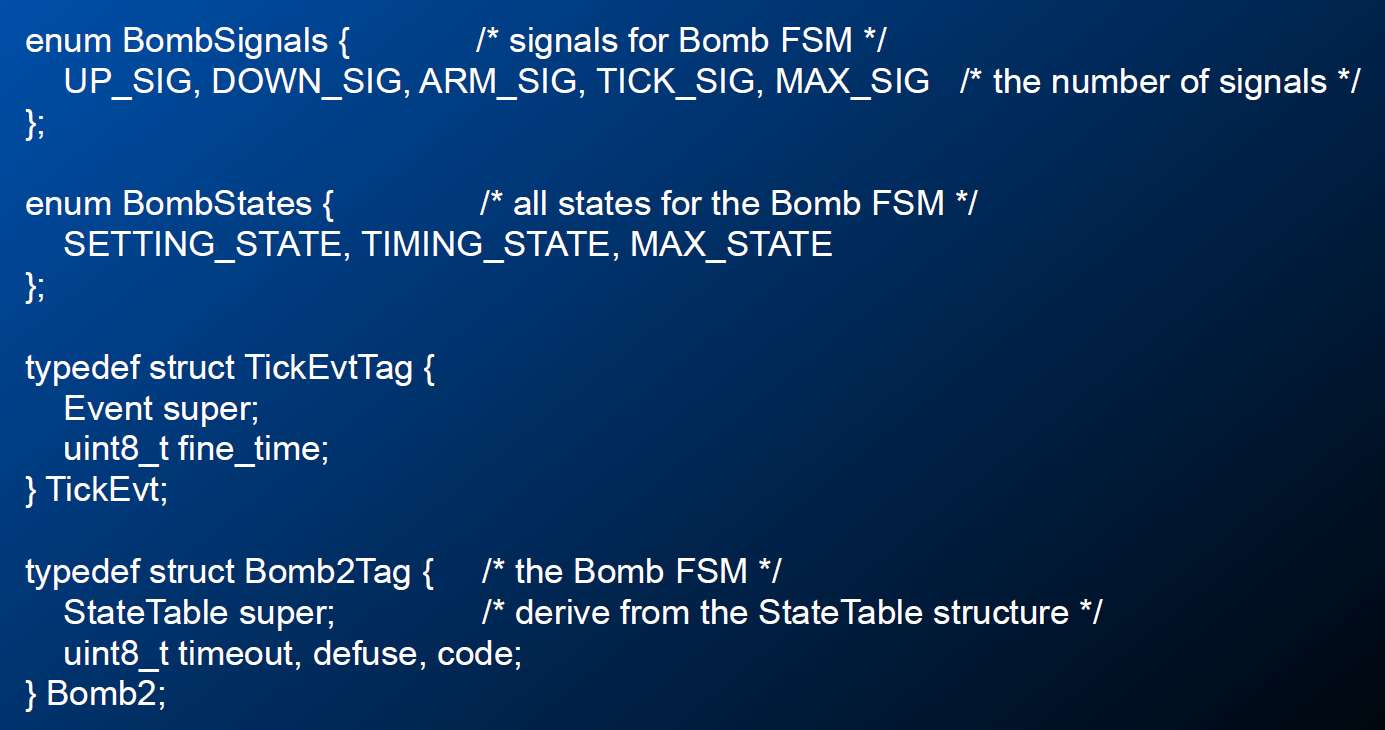 enum BombSignals { /* signals for Bomb FSM */
UP_SIG, DOWN_SIG, ARM_SIG, TICK_SIG, MAX_SIG /* the number of signals */
};
enum BombStates { /* all states for the Bomb FSM */
SETTING_STATE, TIMING_STATE, MAX_STATE
};
typedef struct TickEvtTag {
Event super;
uint8_t fine_time;
} TickEvt;
typedef struct Bomb2Tag { /* the Bomb FSM */
StateTable super; /* derive from the StateTable structure */
uint8_t timeout, defuse, code;
} Bomb2;